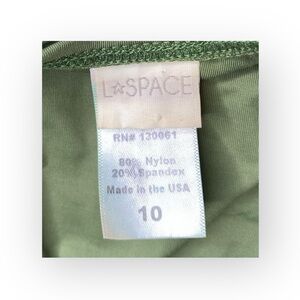 L☆SPACE
RN# 130061
80% Nylon
20% Spandex
Made in the USA
10